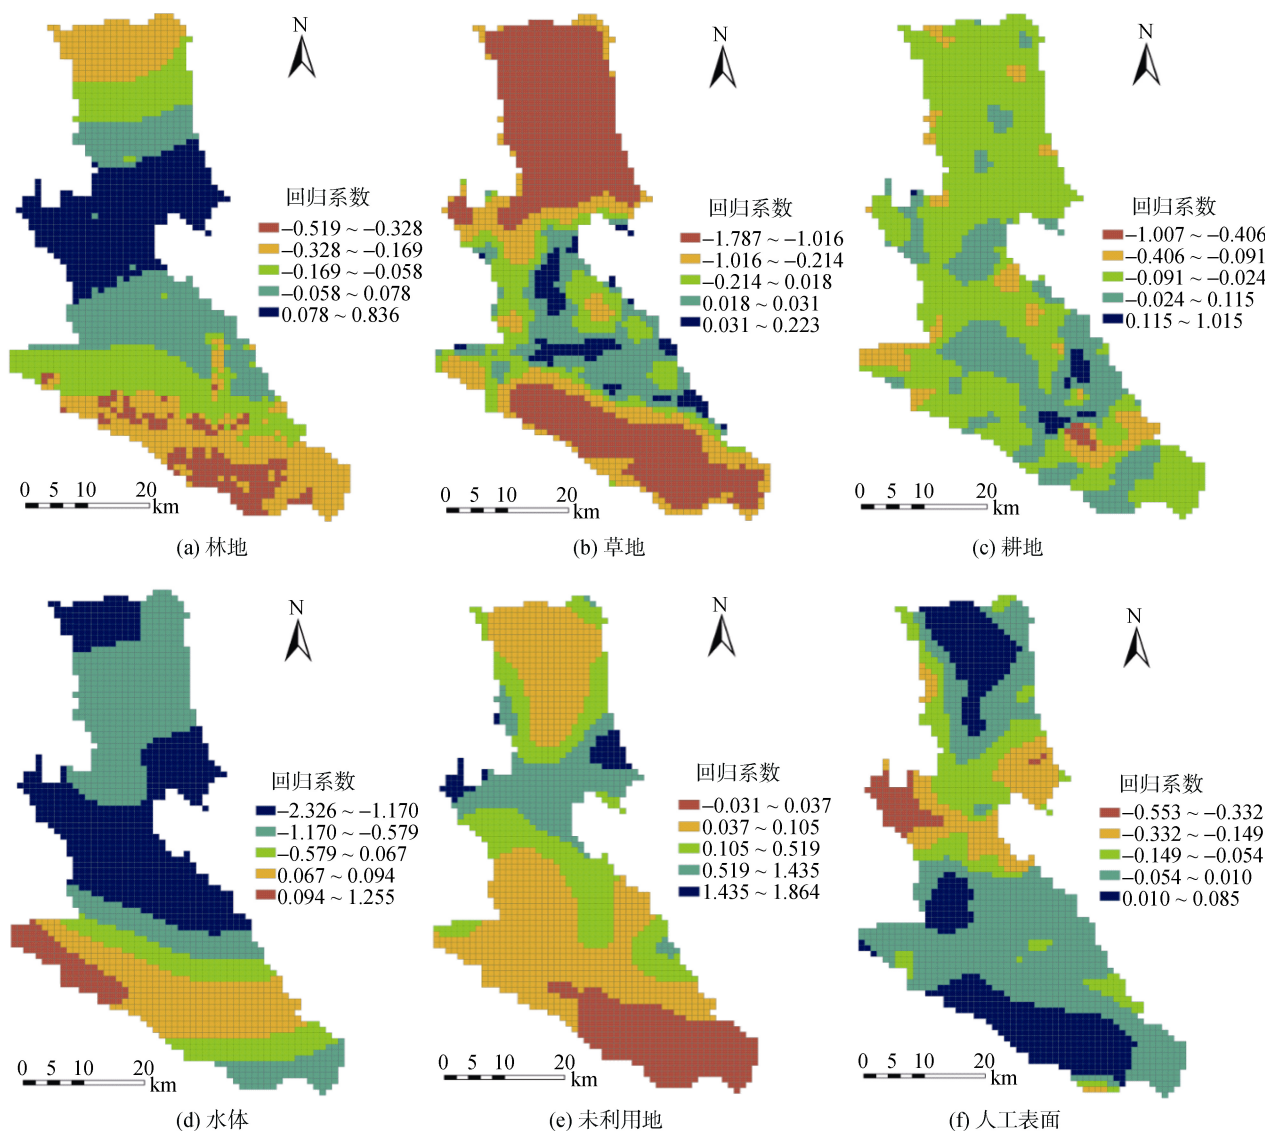 N
回归系数
−0.519 ~ −0.328
−0.328 ~ −0.169
−0.169 ~ −0.058
−0.058 ~ 0.078
0.078 ~ 0.836
0 5 10 20
km
(a) 林地
N
回归系数
−1.787 ~ −1.016
−1.016 ~ −0.214
−0.214 ~ 0.018
0.018 ~ 0.031
0.031 ~ 0.223
0 5 10 20
km
(b) 草地
N
回归系数
−1.007 ~ −0.406
−0.406 ~ −0.091
−0.091 ~ −0.024
−0.024 ~ 0.115
0.115 ~ 1.015
0 5 10 20
km
(c) 耕地
N
回归系数
−2.326 ~ −1.170
−1.170 ~ −0.579
−0.579 ~ 0.067
0.067 ~ 0.094
0.094 ~ 1.255
0 5 10 20
km
(d) 水体
N
回归系数
−0.031 ~ 0.037
0.037 ~ 0.105
0.105 ~ 0.519
0.519 ~ 1.435
1.435 ~ 1.864
0 5 10 20
km
(e) 未利用地
N
回归系数
−0.553 ~ −0.332
−0.332 ~ −0.149
−0.149 ~ −0.054
−0.054 ~ 0.010
0.010 ~ 0.085
0 5 10 20
km
(f) 人工表面